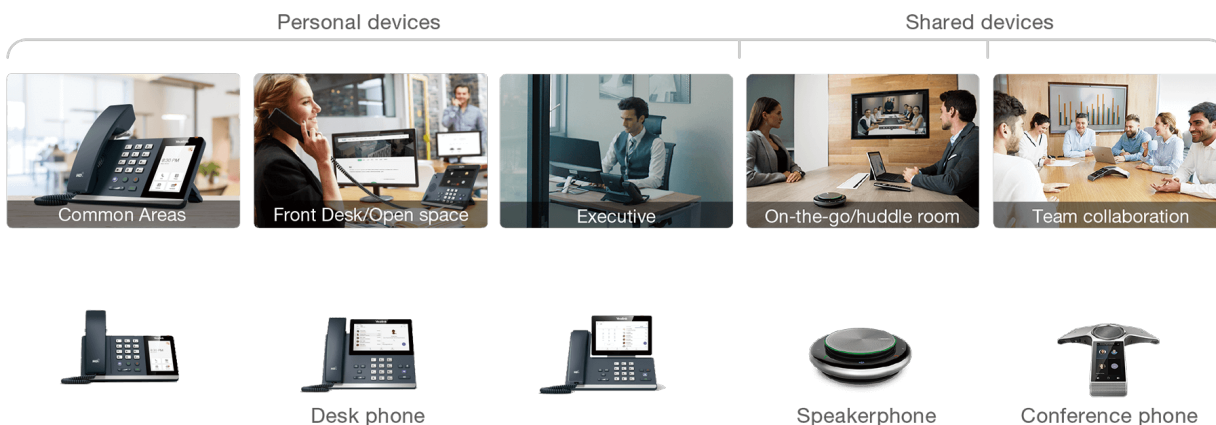 Personal devices
Shared devices
Common Areas
Front Desk/Open space
Executive
On-the-go/huddle room
Team collaboration
Desk phone
Speakerphone
Conference phone